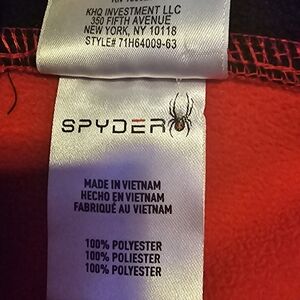 KHQ INVESTMENT LLC
350 FIFTH AVENUE
NEW YORK, NY 10118
STYLE# 71H64009-63
SPYDER
MADE IN VIETNAM
HECHO EN VIETNAM
FABRIQUÉ AU VIETNAM
100% POLYESTER
100% POLIESTER
100% POLYESTER